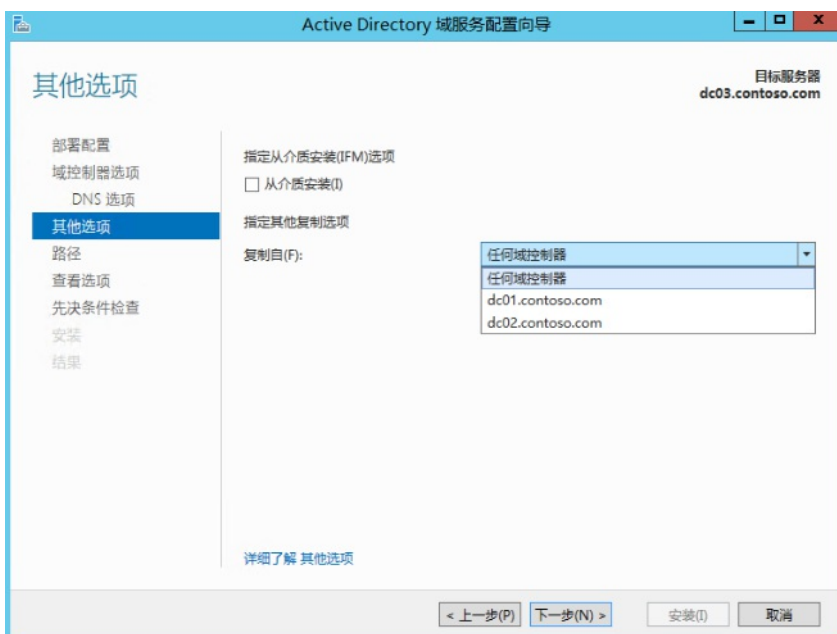 Active Directory 域服务配置向导
其他选项
目标服务器
dc03.contoso.com
部署配置
域控制器选项
DNS 选项
其他选项
路径
查看选项
先决条件检查
安装
结果
指定从介质安装(IFM)选项
从介质安装(I)
指定其他复制选项
复制自(F):
任何域控制器
任何域控制器
dc01.contoso.com
dc02.contoso.com
详细了解 其他选项
< 上一步(P)
下一步(N) >
安装(I)
取消